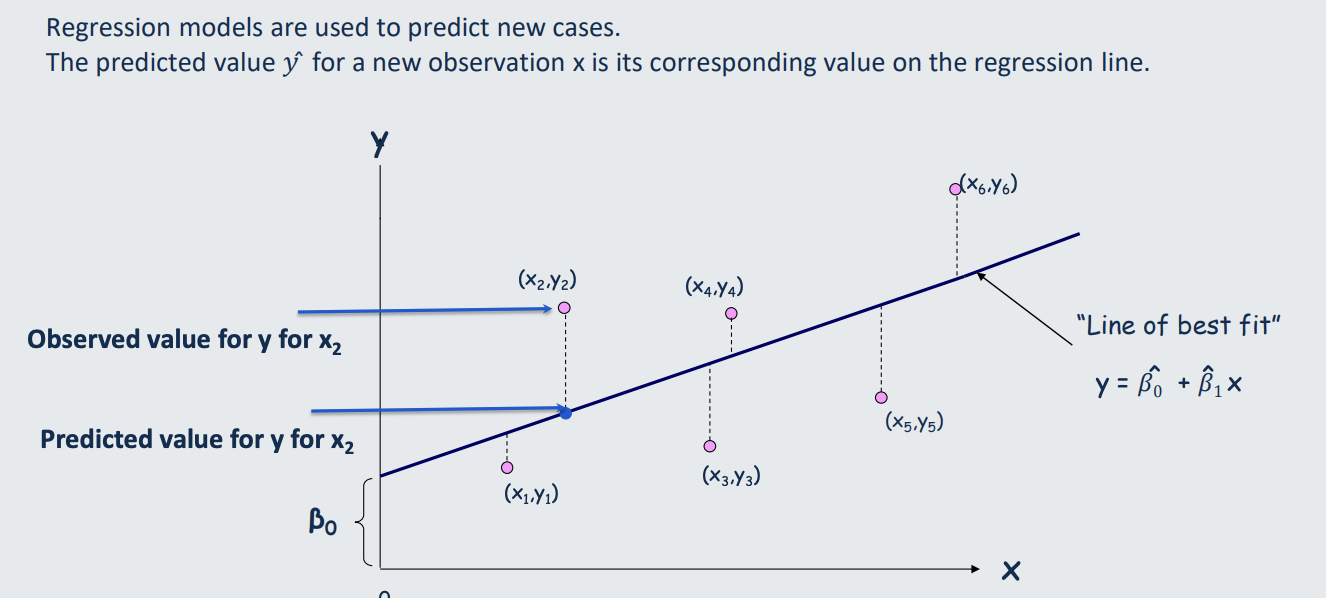 Regression models are used to predict new cases.
The predicted value ŷ for a new observation x is its corresponding value on the regression line.
Y
(x₆,y₆)
(x₂,y₂)
(x₄,y₄)
Observed value for y for x₂
"Line of best fit"
y = β̂₀ + β̂₁ x
(x₅,y₅)
Predicted value for y for x₂
(x₃,y₃)
(x₁,y₁)
β₀
X